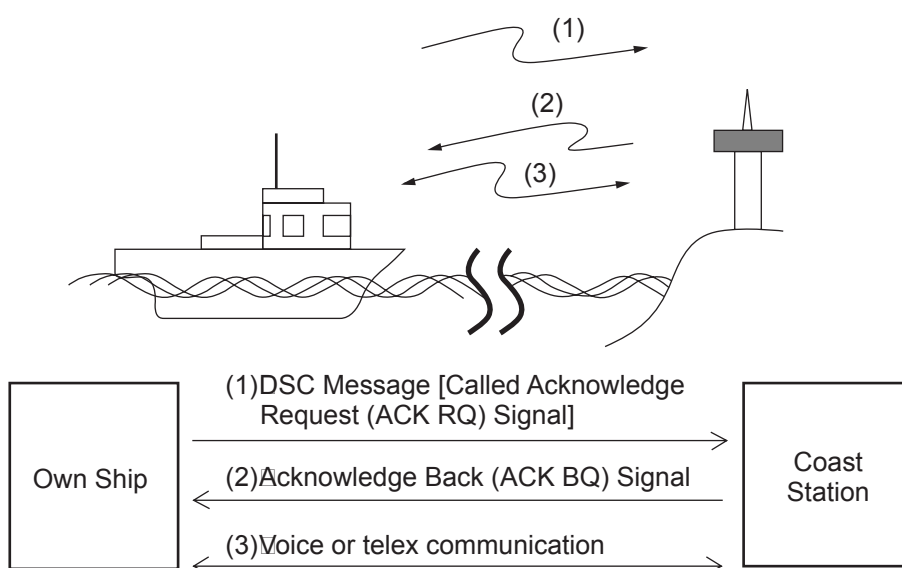 (1)
(2)
(3)
(1) DSC Message [Called Acknowledge
Request (ACK RQ) Signal]
Own Ship
(2) Acknowledge Back (ACK BQ) Signal
Coast
Station
(3) Voice or telex communication